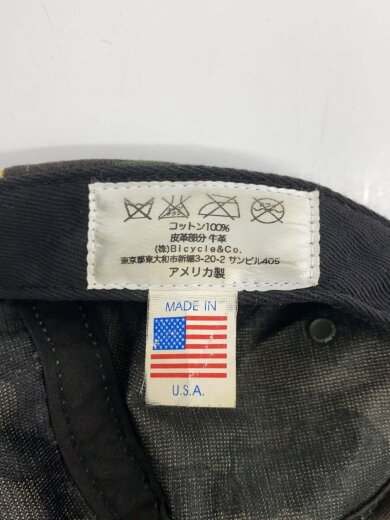 コットン100%
皮革部分 牛革
(株)Bicycle&Co.
東京都東大和市新堀3-20-2 サンビル405
アメリカ製
MADE IN
U.S.A.